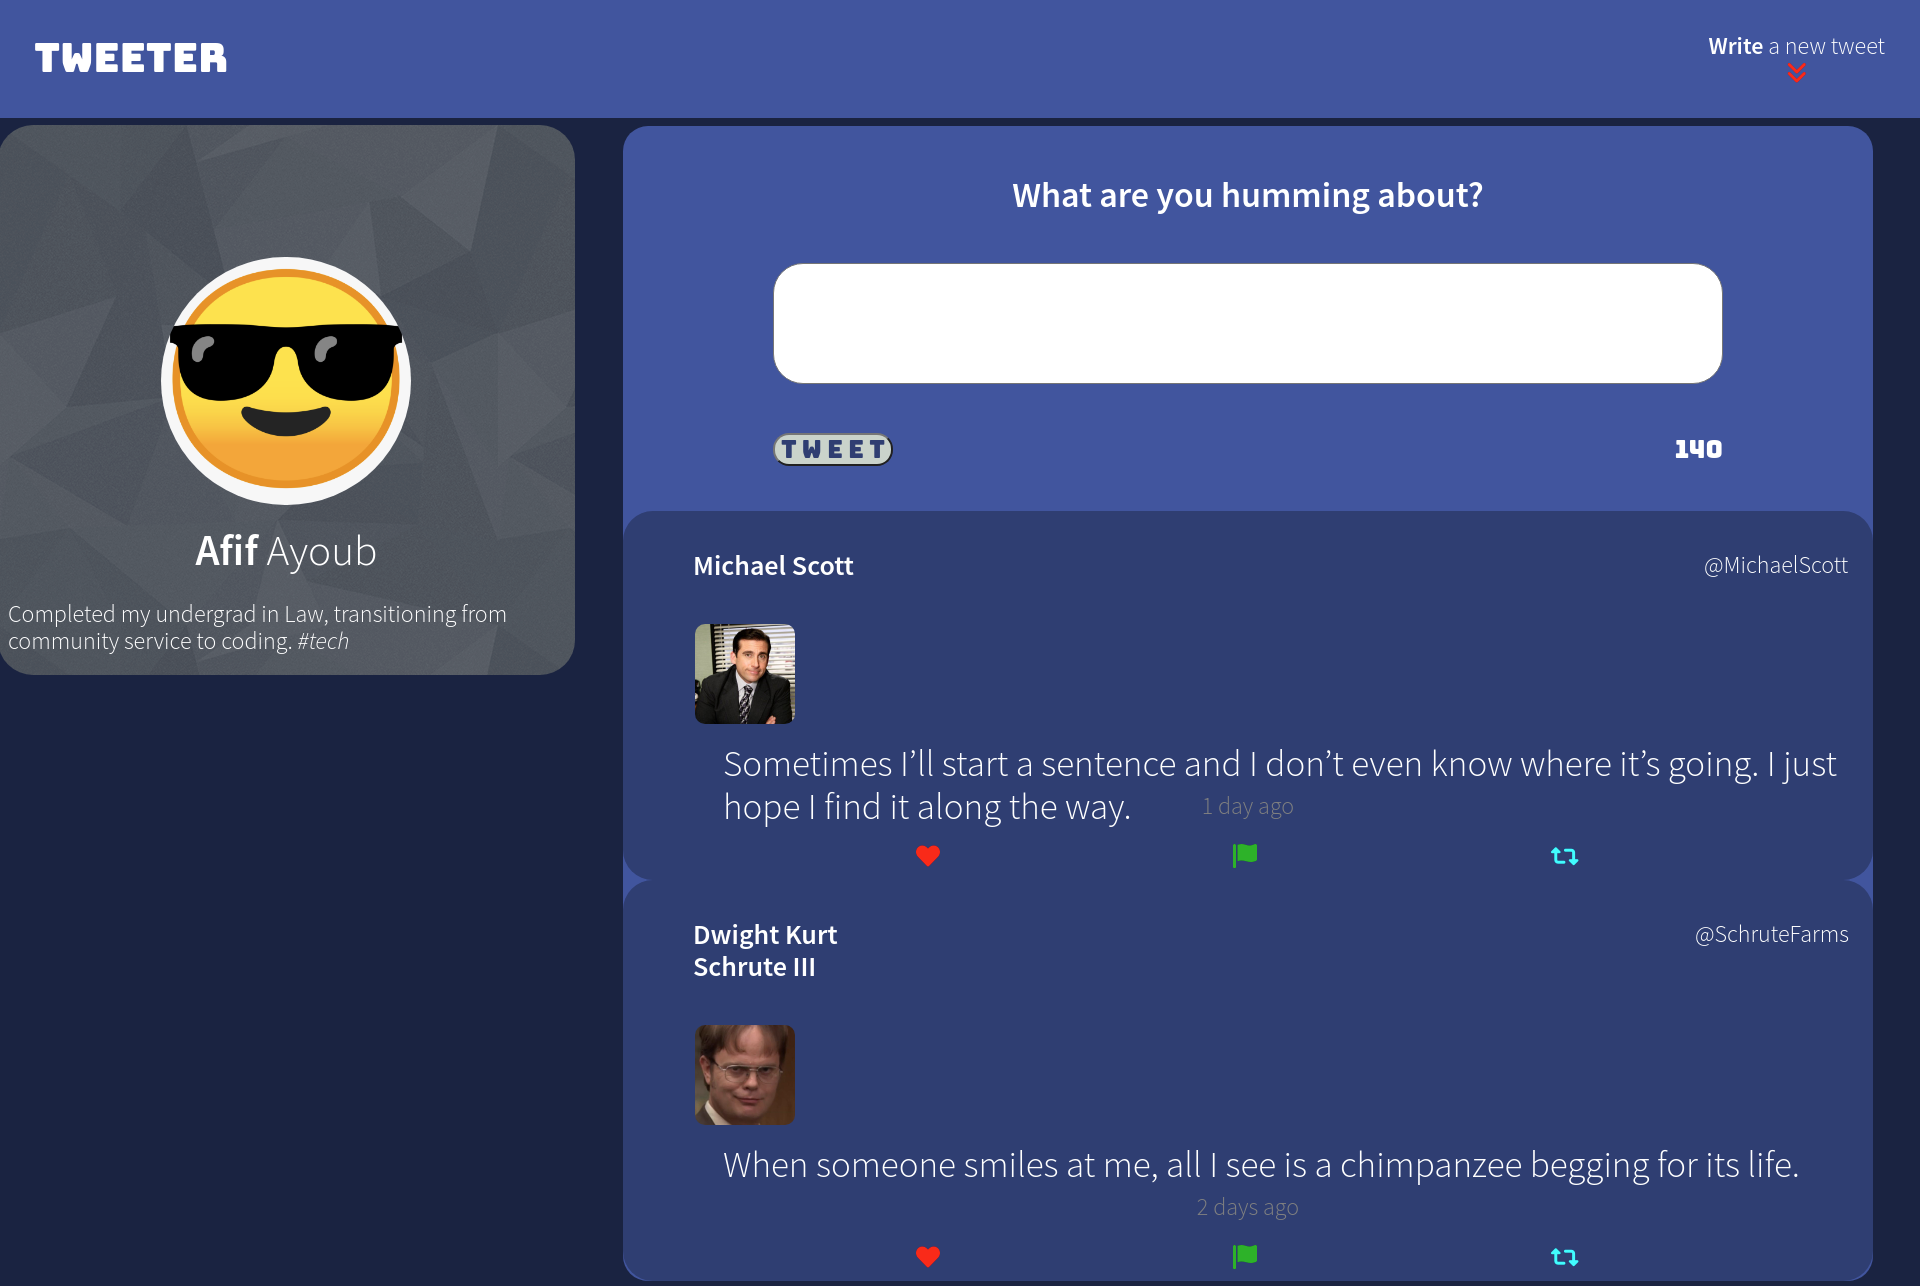 TWEETER
Write a new tweet
Afif Ayoub
Completed my undergrad in Law, transitioning from
community service to coding. #tech
What are you humming about?
TWEET
140
Michael Scott
@MichaelScott
Sometimes I’ll start a sentence and I don’t even know where it’s going. I just
hope I find it along the way.
1 day ago
Dwight Kurt
Schrute III
@SchruteFarms
When someone smiles at me, all I see is a chimpanzee begging for its life.
2 days ago